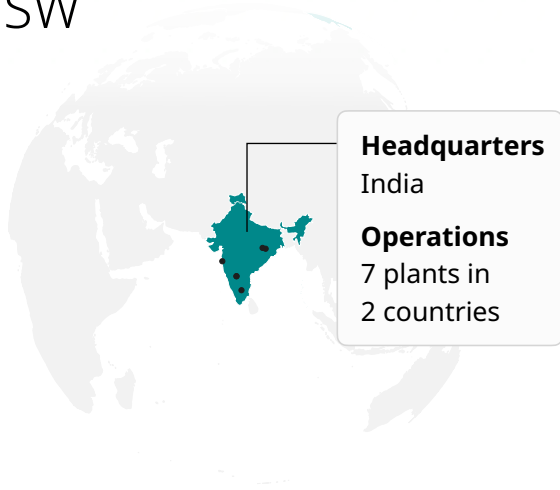 SW
Headquarters
India
Operations
7 plants in
2 countries